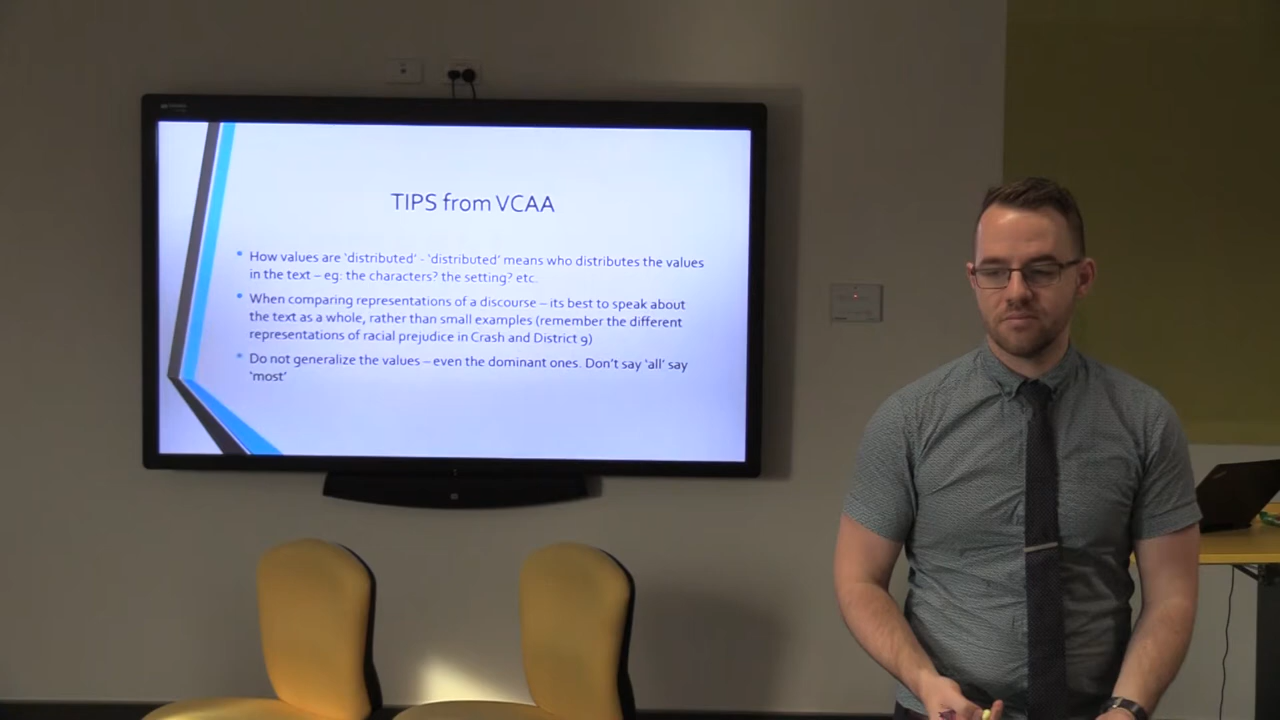 TIPS from VCAA
• How values are ‘distributed’ - ‘distributed’ means who distributes the values
in the text – eg: the characters? the setting? etc.
• When comparing representations of a discourse – its best to speak about
the text as a whole, rather than small examples (remember the different
representations of racial prejudice in Crash and District 9)
• Do not generalize the values – even the dominant ones. Don’t say ‘all’ say
‘most’